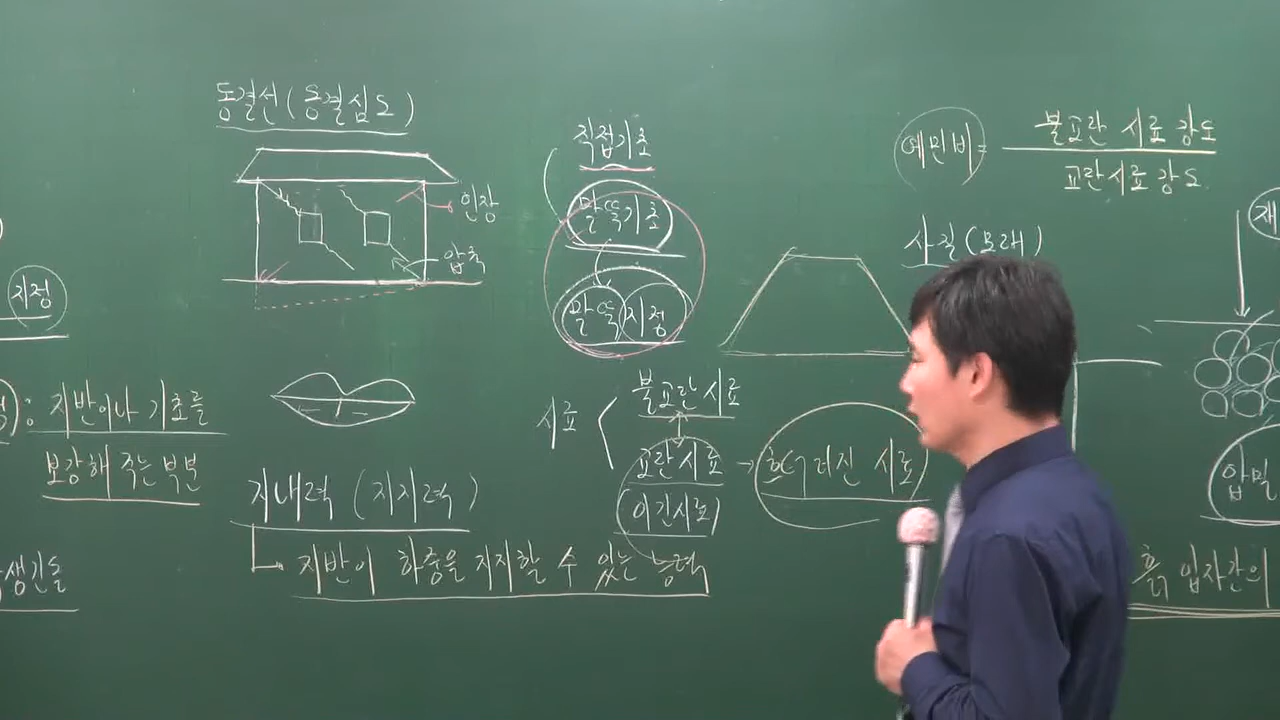 지정
: 지반이나 기초를
보강해 주는 부분
생긴돌
동결선(동결심도)
인장
압축
지내력 (지지력)
지반이 하중을 지지할 수 있는 능력
직접기초
말뚝기초
말뚝 지정
시료
불교란 시료
교란시료
이긴시료
흐트러진 시료
예민비 =
불교란 시료 강도
교란시료 강도
사질(모래)
재
압밀
흙 입자간의